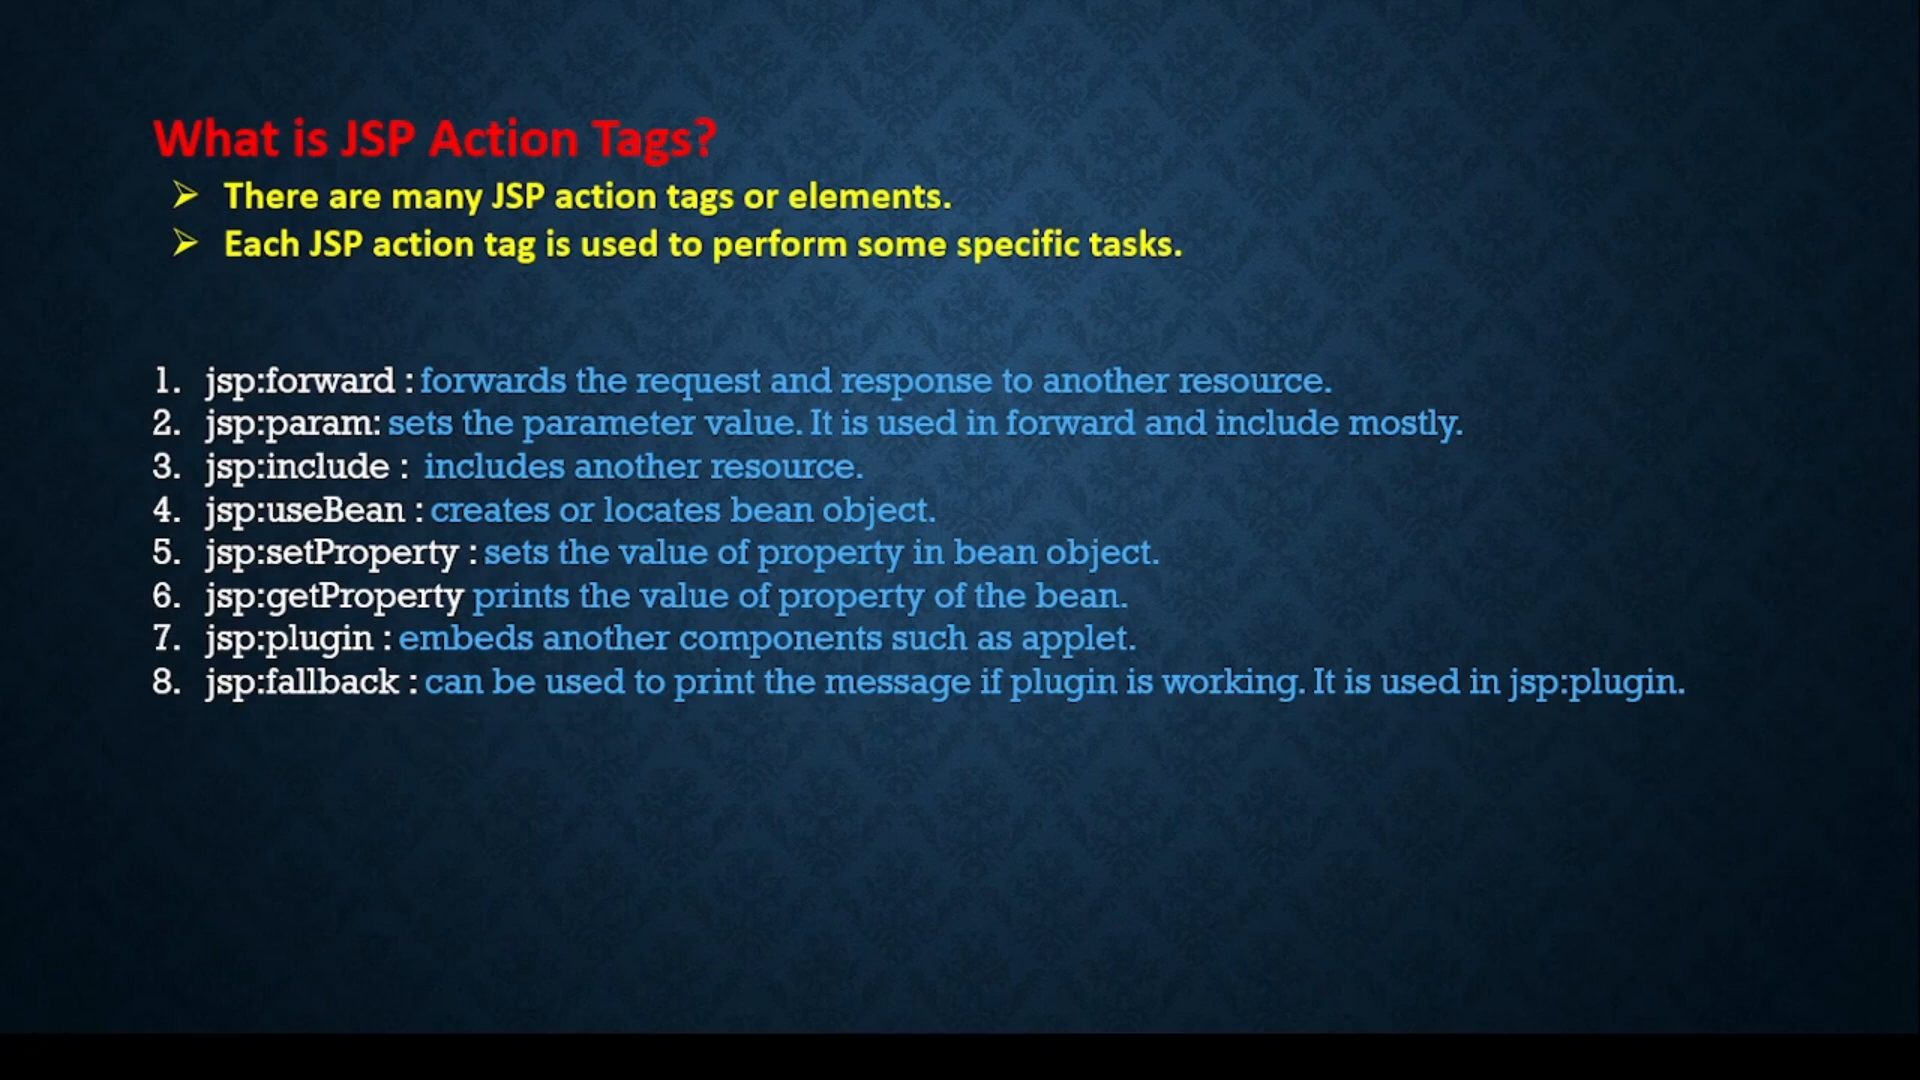 What is JSP Action Tags?
➢ There are many JSP action tags or elements.
➢ Each JSP action tag is used to perform some specific tasks.
1. jsp:forward : forwards the request and response to another resource.
2. jsp:param: sets the parameter value. It is used in forward and include mostly.
3. jsp:include : includes another resource.
4. jsp:useBean : creates or locates bean object.
5. jsp:setProperty : sets the value of property in bean object.
6. jsp:getProperty prints the value of property of the bean.
7. jsp:plugin : embeds another components such as applet.
8. jsp:fallback : can be used to print the message if plugin is working. It is used in jsp:plugin.